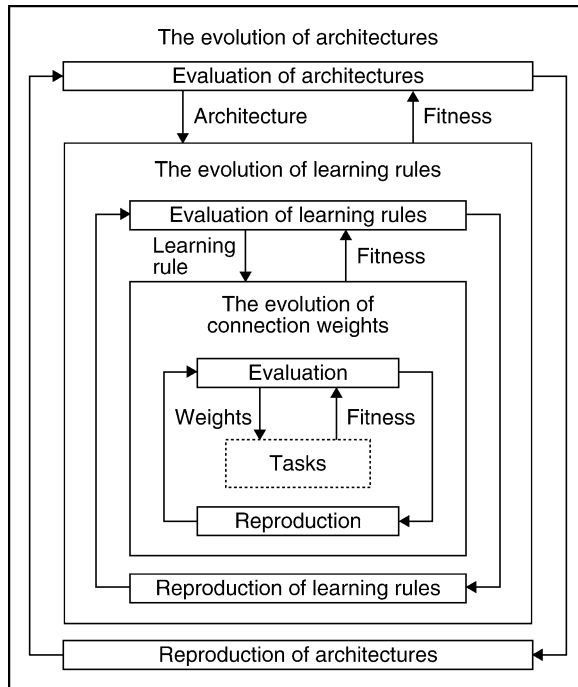 The evolution of architectures
Evaluation of architectures
Architecture
Fitness
The evolution of learning rules
Evaluation of learning rules
Learning
rule
Fitness
The evolution of
connection weights
Evaluation
Weights
Fitness
Tasks
Reproduction
Reproduction of learning rules
Reproduction of architectures